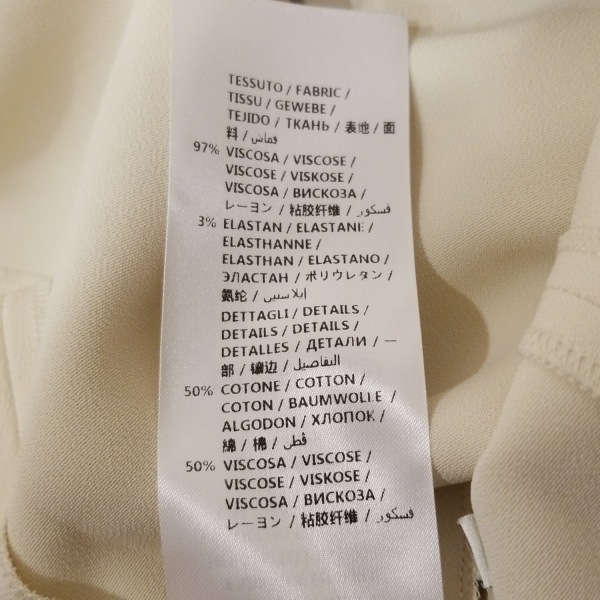 TESSUTO / FABRIC /
TISSU / GEWEBE /
TEJIDO / ТКАНЬ / 表地 / 面
料 / قماش
97% VISCOSA / VISCOSE /
VISCOSE / VISKOSE /
VISCOSA / ВИСКОЗА /
レーヨン / 粘胶纤维 / فسكور
3% ELASTAN / ELASTANE /
ELASTHANNE /
ELASTHAN / ELASTANO /
ЭЛАСТАН / ポリウレタン /
氨纶 / إيلاستين
DETTAGLI / DETAILS /
DETAILS / DETAILS /
DETALLES / ДЕТАЛИ / 一
部 / 镶边 / التفاصيل
50% COTONE / COTTON /
COTON / BAUMWOLLE /
ALGODON / ХЛОПОК /
綿 / 棉 / قطن
50% VISCOSA / VISCOSE /
VISCOSE / VISKOSE /
VISCOSA / ВИСКОЗА /
レーヨン / 粘胶纤维 / فسكور